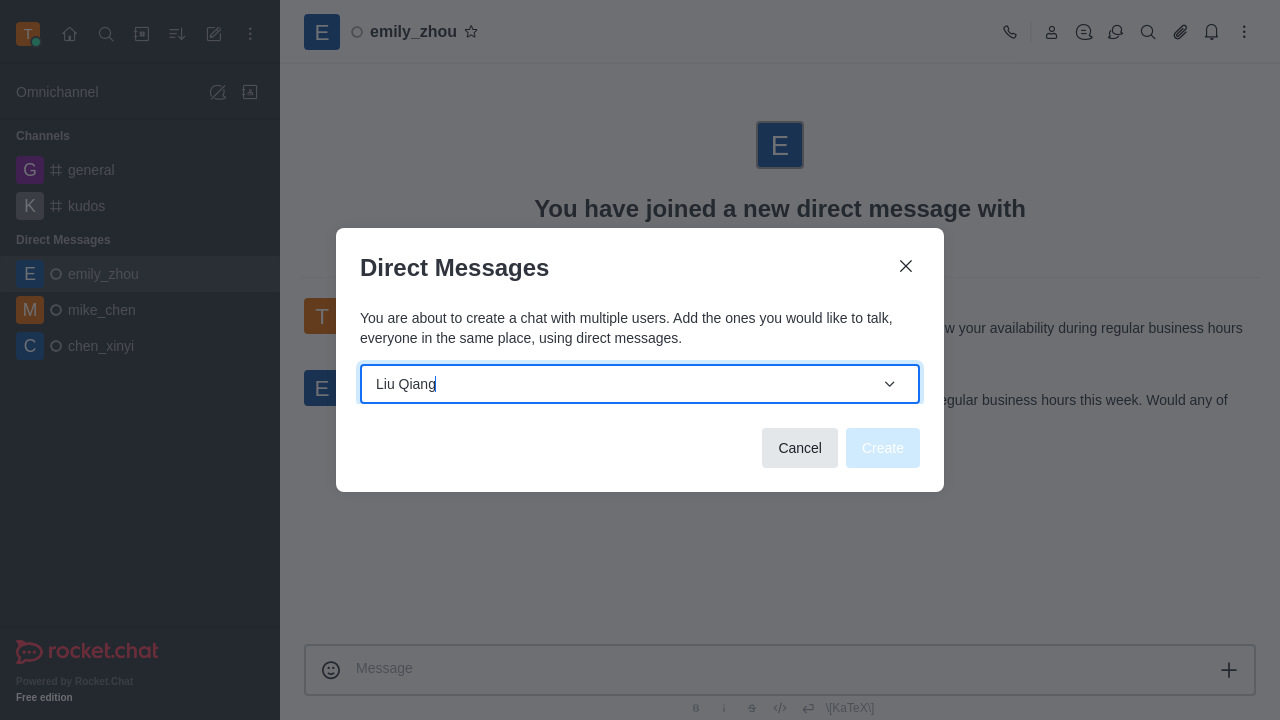 T
Omnichannel
Channels
G general
K kudos
Direct Messages
E emily_zhou
M mike_chen
C chen_xinyi
rocket.chat
Powered by Rocket.Chat
Free edition
E emily_zhou
E
You have joined a new direct message with
T
w your availability during regular business hours
E
egular business hours this week. Would any of
Direct Messages
You are about to create a chat with multiple users. Add the ones you would like to talk,
everyone in the same place, using direct messages.
Liu Qiang
Cancel Create
Message
B i S </> \[KaTeX\]